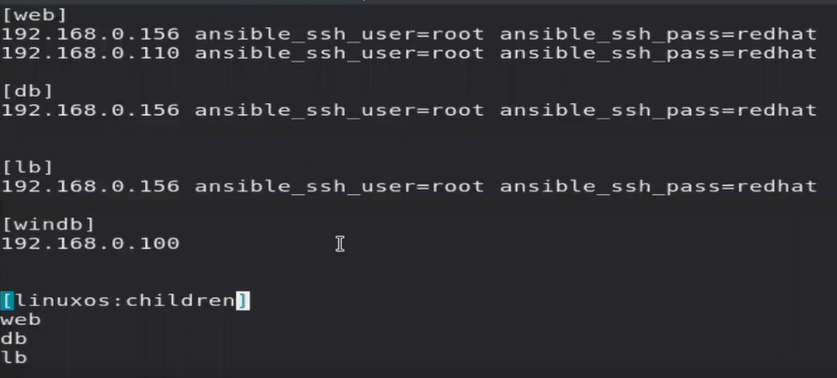 [web]
192.168.0.156 ansible_ssh_user=root ansible_ssh_pass=redhat
192.168.0.110 ansible_ssh_user=root ansible_ssh_pass=redhat
[db]
192.168.0.156 ansible_ssh_user=root ansible_ssh_pass=redhat
[lb]
192.168.0.156 ansible_ssh_user=root ansible_ssh_pass=redhat
[windb]
192.168.0.100
[linuxos:children]
web
db
lb